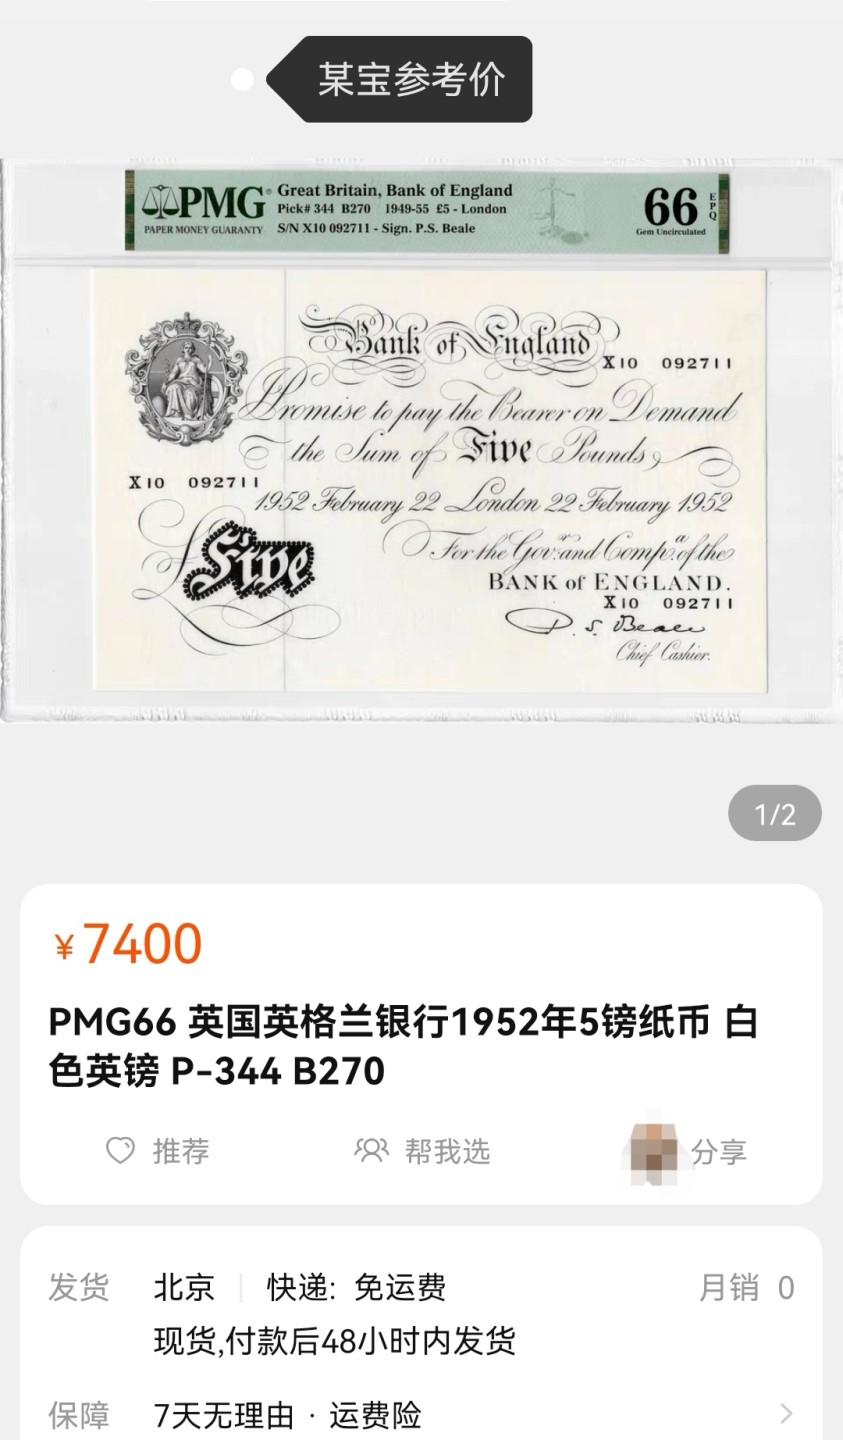 某宝参考价
PMG®
PAPER MONEY GUARANTY
Great Britain, Bank of England
Pick# 344 B270 1949-55 £5 - London
S/N X10 092711 - Sign. P.S. Beale
66
EPQ
Gem Uncirculated
Bank of England
X10 092711
Promise to pay the Bearer on Demand
the Sum of Five Pounds
X10 092711
1952 February 22 London 22 February 1952
For the Govr. and Compa. of the
Five
BANK of ENGLAND.
X10 092711
P. S. Beale
Chief Cashier.
1/2
¥7400
PMG66 英国英格兰银行1952年5镑纸币 白
色英镑 P-344 B270
推荐
帮我选
分享
发货 北京 快递: 免运费 月销 0
现货,付款后48小时内发货
保障 7天无理由 · 运费险